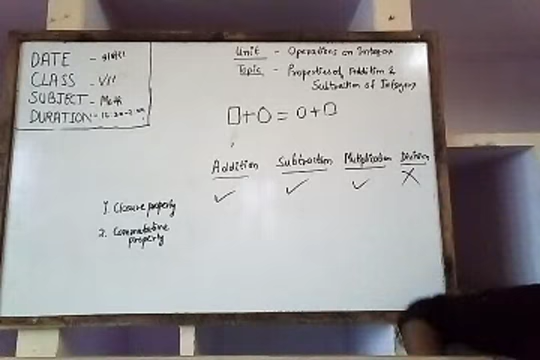 DATE -
CLASS - VII
SUBJECT - Math
DURATION -
Unit - Operations on Integers
Topic - Properties of Addition &
Subtraction of Integers
□ + ○ = ○ + □
Addition Subtraction Multiplication Division
✓ ✓ ✓ ✗
1. Closure property
2. Commutative
property